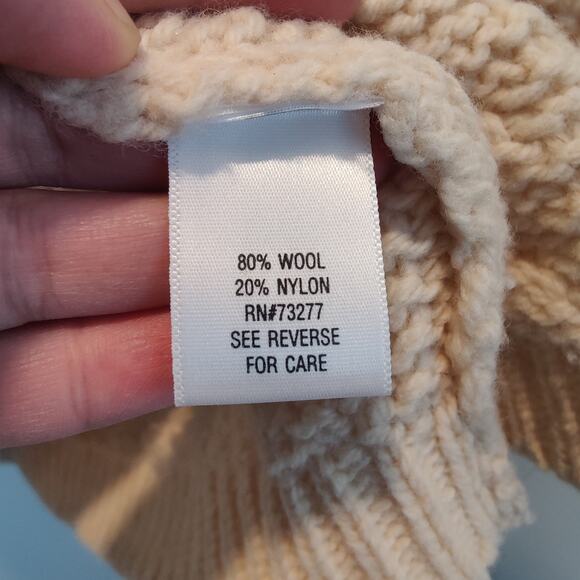 80% WOOL
20% NYLON
RN#73277
SEE REVERSE
FOR CARE